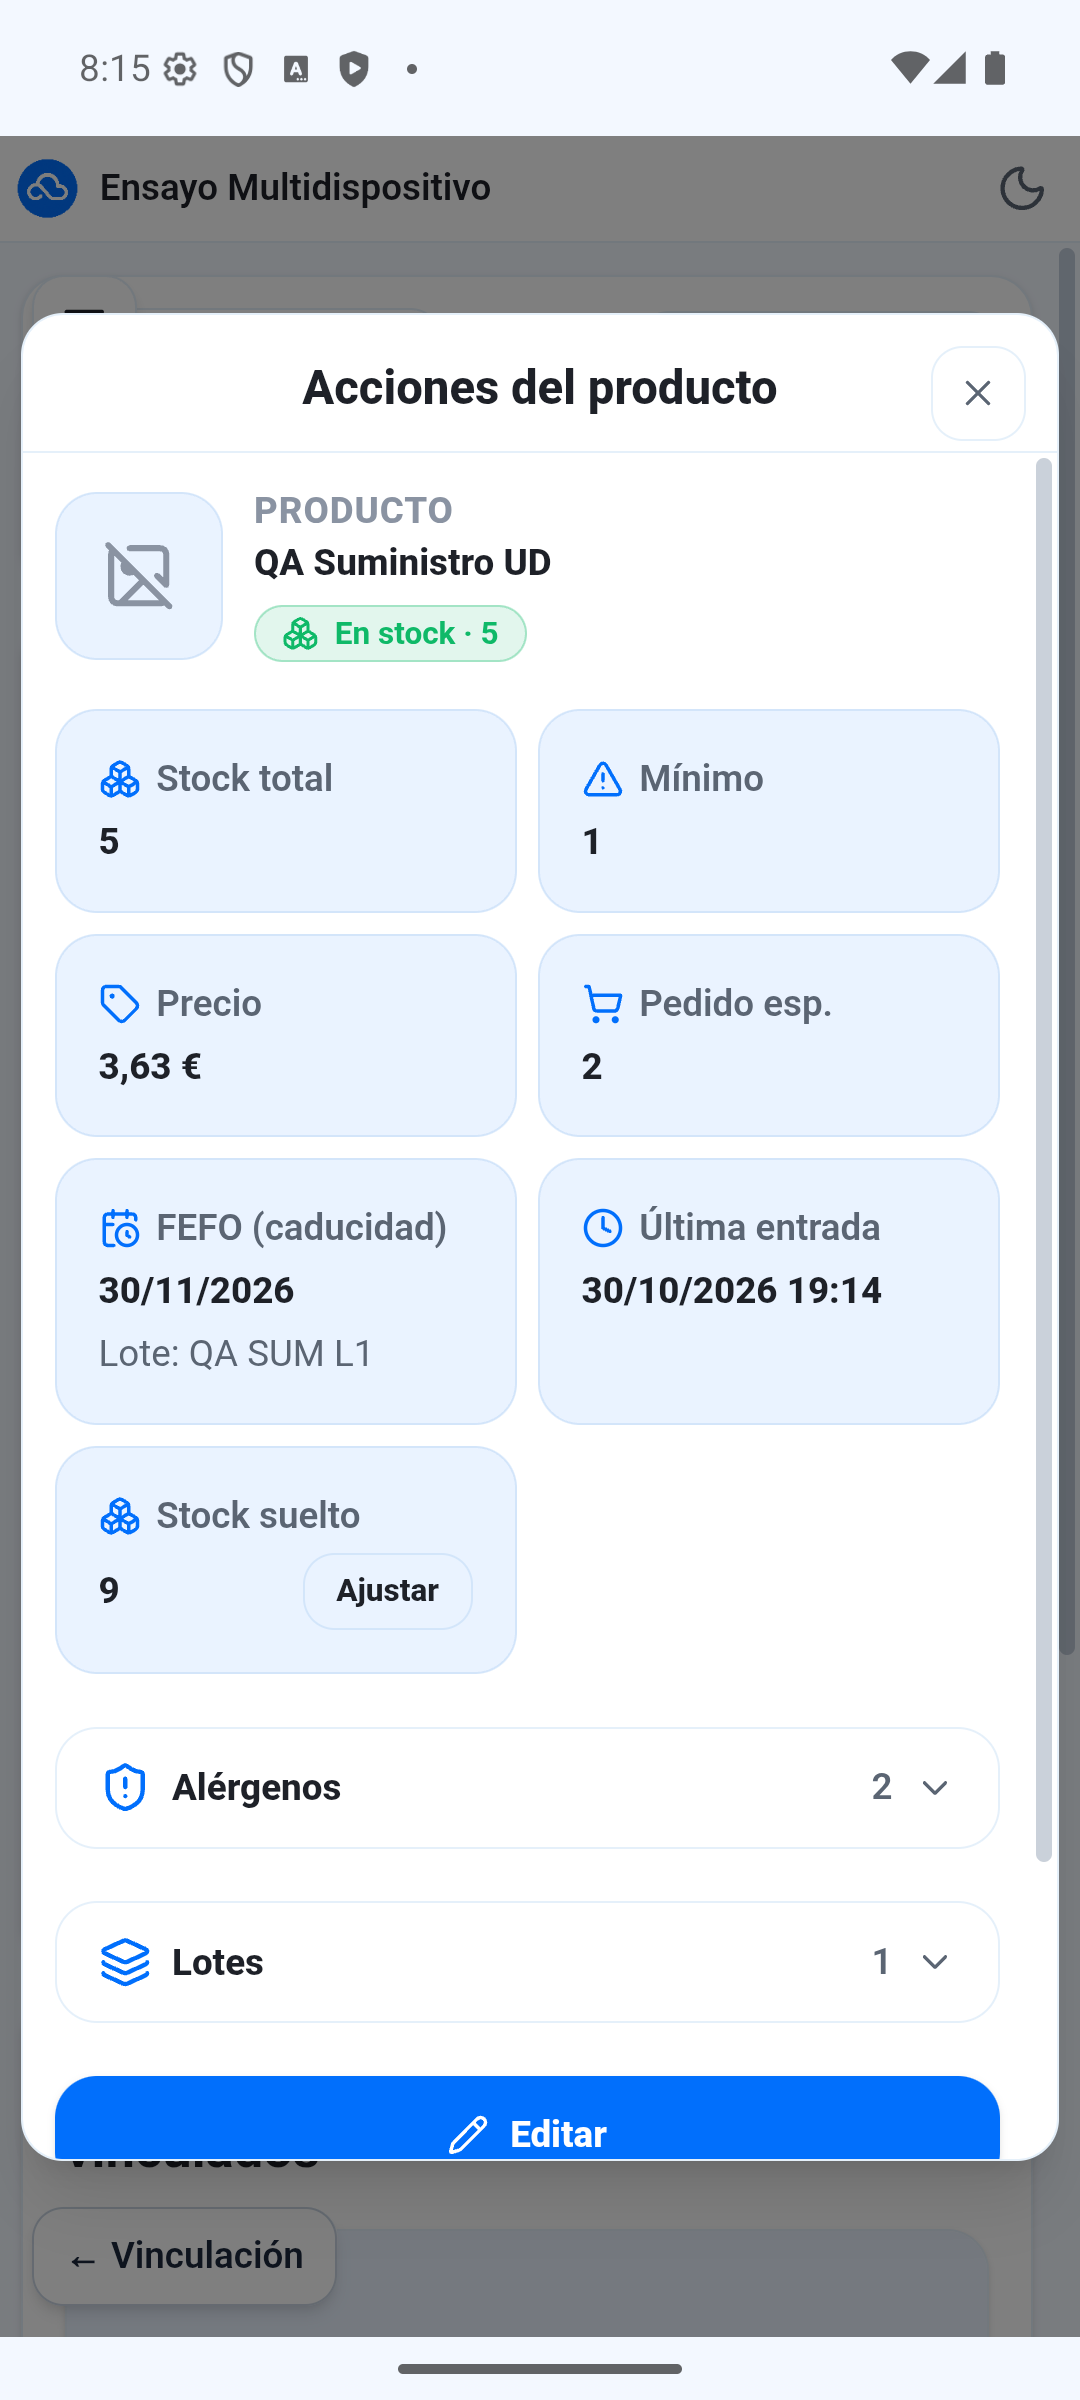 8:15
Ensayo Multidispositivo
Acciones del producto
PRODUCTO
QA Suministro UD
En stock · 5
Stock total
5
Mínimo
1
Precio
3,63 €
Pedido esp.
2
FEFO (caducidad)
30/11/2026
Lote: QA SUM L1
Última entrada
30/10/2026 19:14
Stock suelto
9
Ajustar
Alérgenos
2
Lotes
1
Editar
← Vinculación